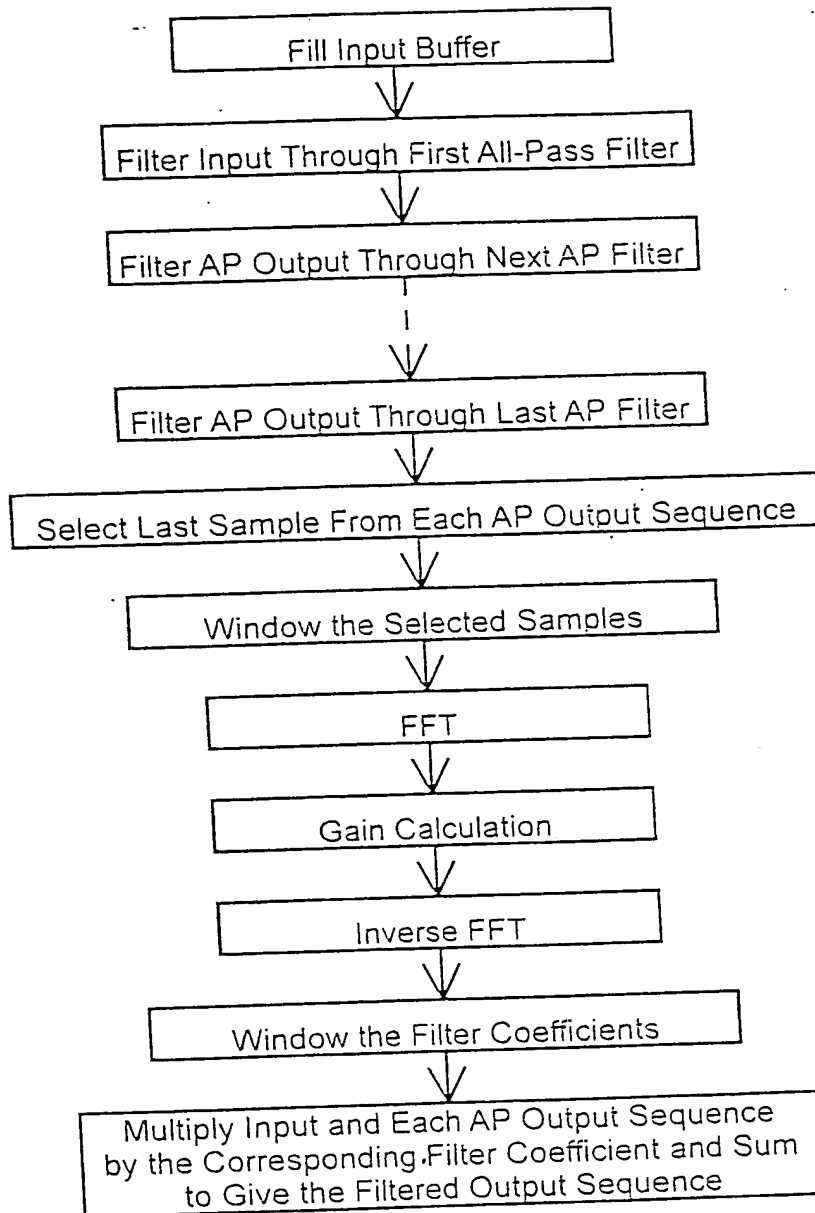 Fill Input Buffer
Filter Input Through First All-Pass Filter
Filter AP Output Through Next AP Filter
Filter AP Output Through Last AP Filter
Select Last Sample From Each AP Output Sequence
Window the Selected Samples
FFT
Gain Calculation
Inverse FFT
Window the Filter Coefficients
Multiply Input and Each AP Output Sequence
by the Corresponding Filter Coefficient and Sum
to Give the Filtered Output Sequence